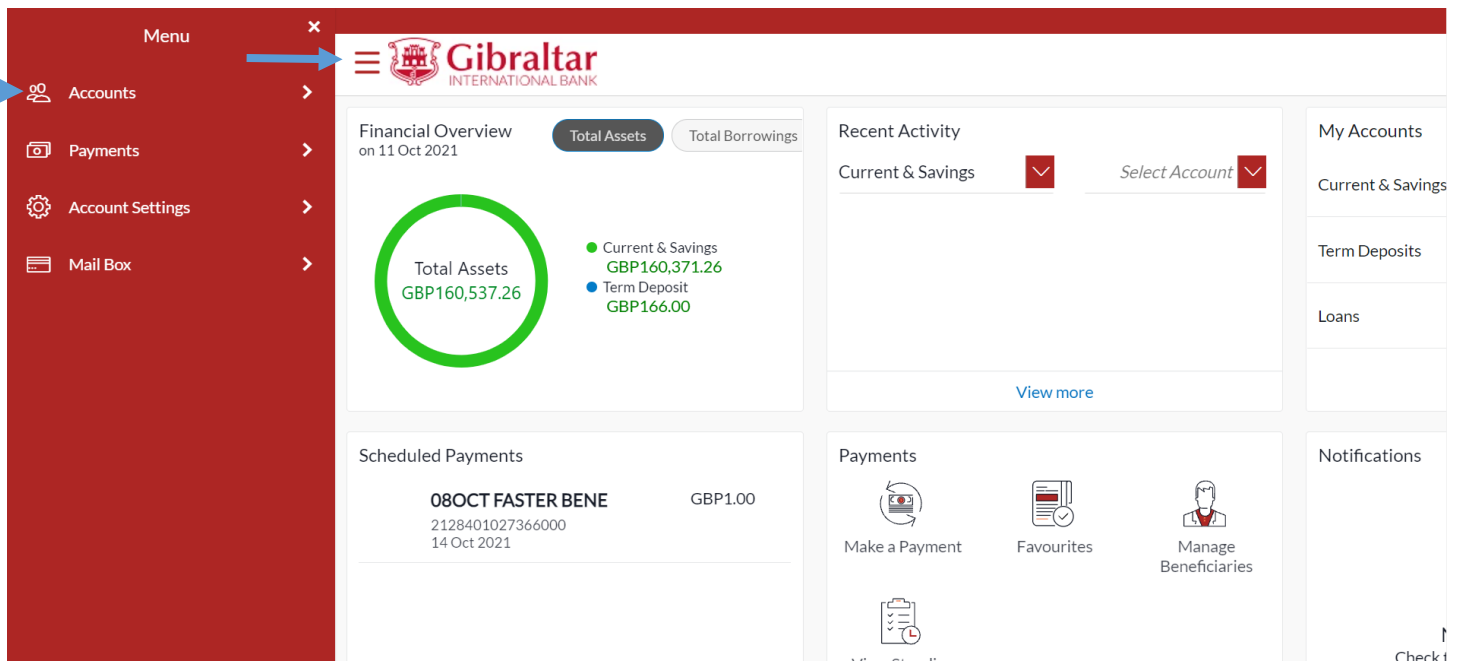 Menu
×
Accounts
Payments
Account Settings
Mail Box
Gibraltar
INTERNATIONAL BANK
Financial Overview
on 11 Oct 2021
Total Assets
Total Borrowings
Total Assets
GBP160,537.26
Current & Savings
GBP160,371.26
Term Deposit
GBP166.00
Recent Activity
Current & Savings
Select Account
View more
My Accounts
Current & Savings
Term Deposits
Loans
Scheduled Payments
08OCT FASTER BENE
GBP1.00
2128401027366000
14 Oct 2021
Payments
Make a Payment
Favourites
Manage
Beneficiaries
Notifications
Check